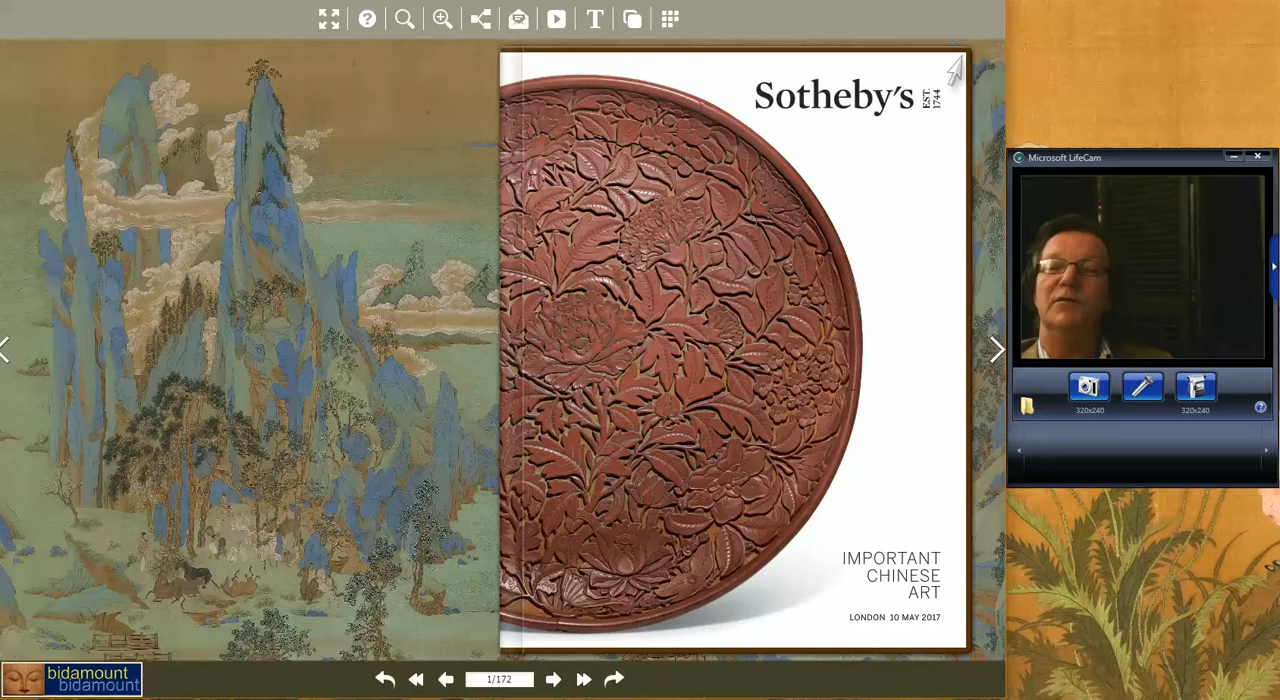 T
Sotheby's EST. 1744
Microsoft LifeCam
320x240
320x240
IMPORTANT
CHINESE
ART
LONDON 10 MAY 2017
bidamount
bidamount
1/172